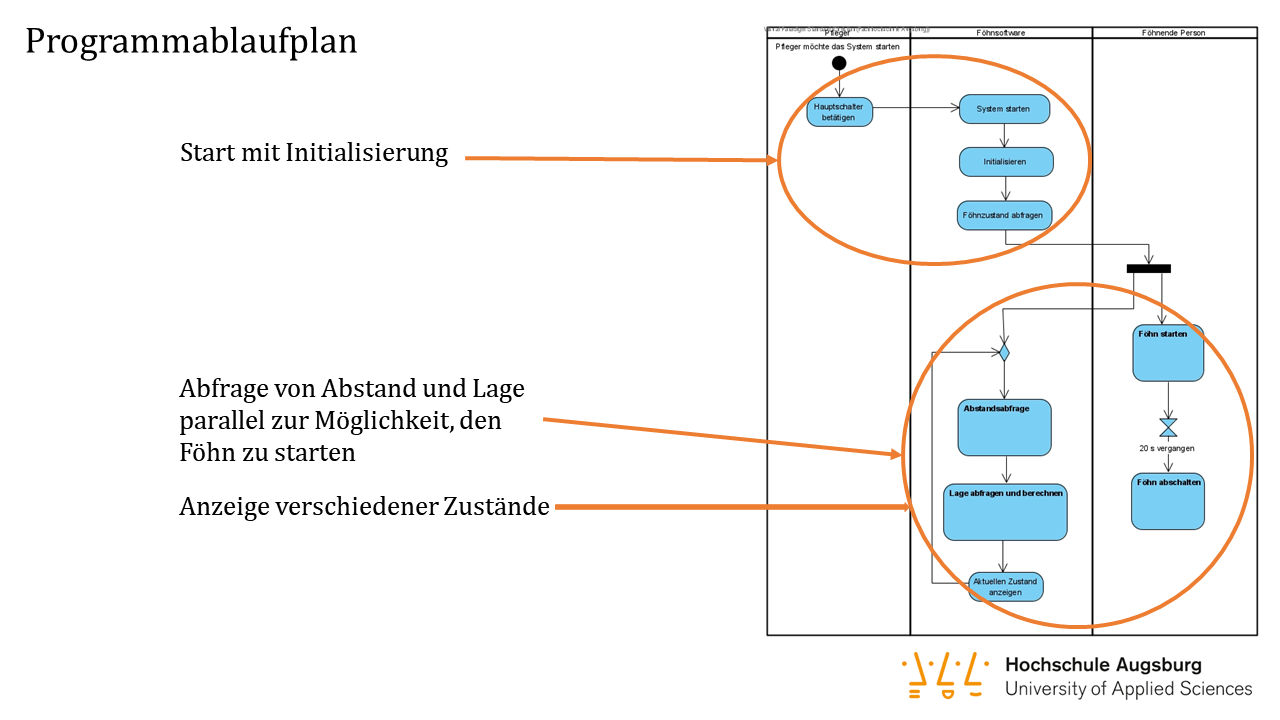 Programmablaufplan
Start mit Initialisierung
Abfrage von Abstand und Lage
parallel zur Möglichkeit, den
Föhn zu starten
Anzeige verschiedener Zustände
Pfleger
Föhnsoftware
Föhnende Person
Pfleger möchte das System starten
Hauptschalter
betätigen
System starten
Initialisieren
Föhnzustand abfragen
Föhn starten
Abstandsabfrage
20 s vergangen
Lage abfragen und berechnen
Föhn abschalten
Aktuellen Zustand
anzeigen
Hochschule Augsburg
University of Applied Sciences